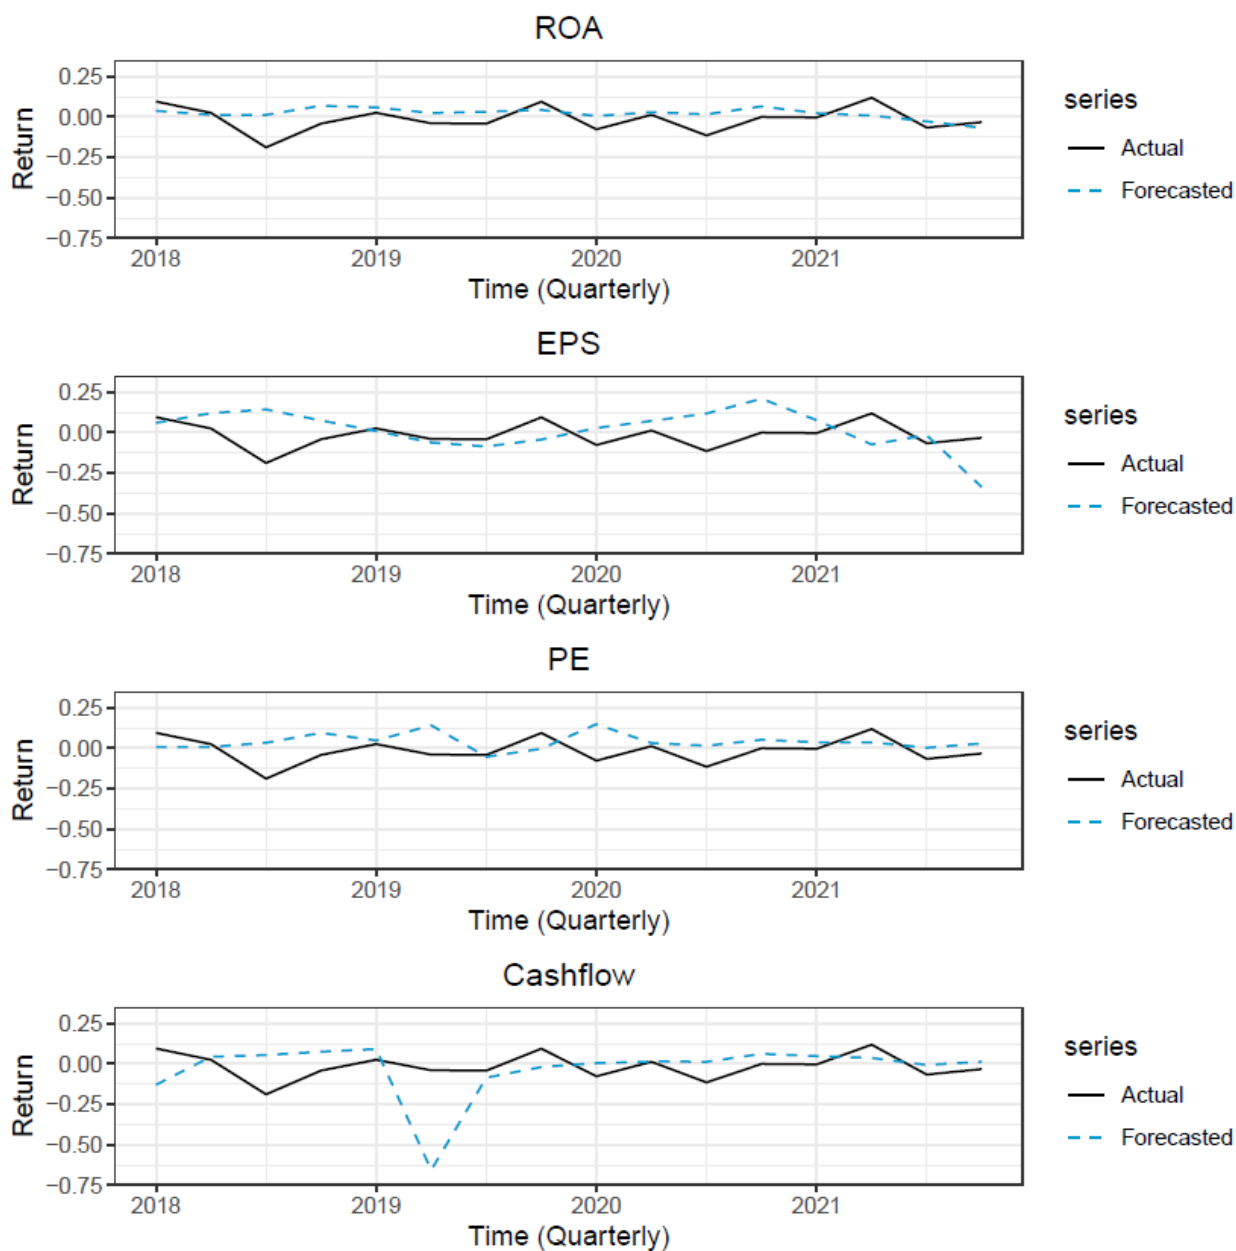 ROA
0.25
0.00
−0.25
−0.50
−0.75
Return
2018 2019 2020 2021
Time (Quarterly)
series
Actual
Forecasted
EPS
0.25
0.00
−0.25
−0.50
−0.75
Return
2018 2019 2020 2021
Time (Quarterly)
series
Actual
Forecasted
PE
0.25
0.00
−0.25
−0.50
−0.75
Return
2018 2019 2020 2021
Time (Quarterly)
series
Actual
Forecasted
Cashflow
0.25
0.00
−0.25
−0.50
−0.75
Return
2018 2019 2020 2021
Time (Quarterly)
series
Actual
Forecasted